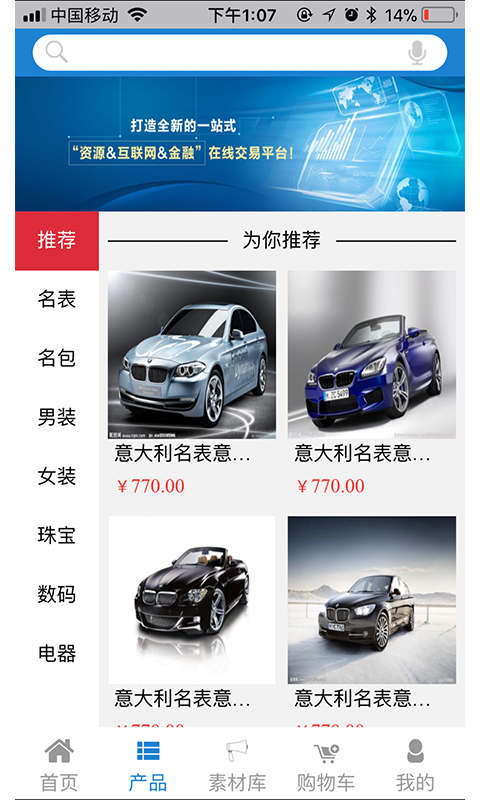 中国移动 下午1:07 14%
打造全新的一站式
“资源&互联网&金融”在线交易平台！
推荐
为你推荐
名表
名包
男装
女装
珠宝
数码
电器
意大利名表意…
意大利名表意…
￥770.00
￥770.00
意大利名表意…
意大利名表意…
￥770.00
￥770.00
首页
产品
素材库
购物车
我的